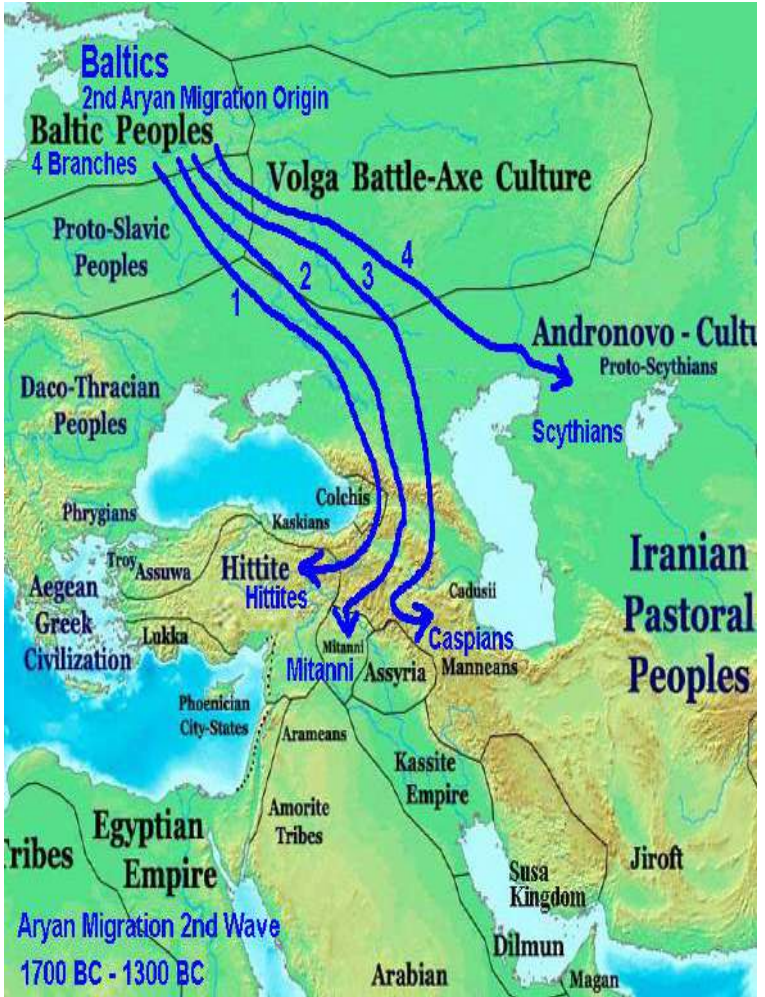 Baltics
2nd Aryan Migration Origin
Baltic Peoples
4 Branches
Volga Battle-Axe Culture
Proto-Slavic
Peoples
1
2
3
4
Andronovo - Cultu
Proto-Scythians
Scythians
Daco-Thracian
Peoples
Colchis
Kaskians
Phrygians
Troy
Assuwa
Hittite
Hittites
Cadusii
Iranian
Pastoral
Peoples
Aegean
Greek
Civilization
Lukka
Mitanni
Mitanni
Assyria
Caspians
Manneans
Phoenician
City-States
Arameans
Kassite
Empire
Amorite
Tribes
Egyptian
Empire
Tribes
Susa
Kingdom
Jiroft
Dilmun
Magan
Arabian
Aryan Migration 2nd Wave
1700 BC - 1300 BC